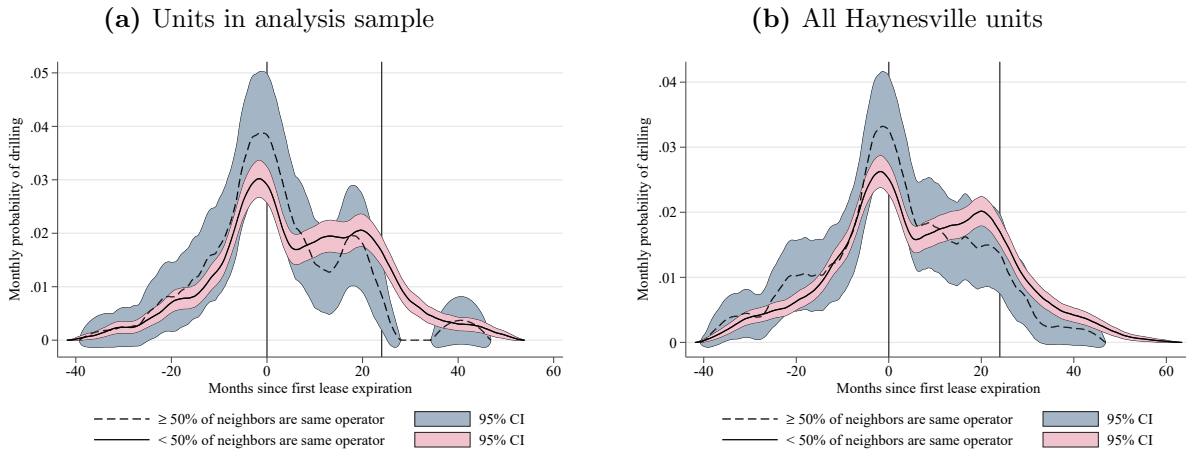 (a) Units in analysis sample
Monthly probability of drilling
.05
.04
.03
.02
.01
0
-40 -20 0 20 40 60
Months since first lease expiration
≥ 50% of neighbors are same operator 95% CI
< 50% of neighbors are same operator 95% CI
(b) All Haynesville units
Monthly probability of drilling
.04
.03
.02
.01
0
-40 -20 0 20 40 60
Months since first lease expiration
≥ 50% of neighbors are same operator 95% CI
< 50% of neighbors are same operator 95% CI